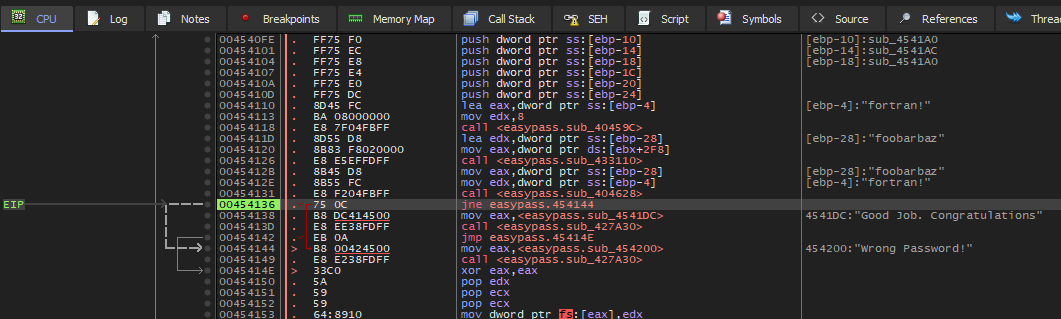 CPU Log Notes Breakpoints Memory Map Call Stack SEH Script Symbols Source References Threa
004540FE . FF75 F0 push dword ptr ss:[ebp-10] [ebp-10]:sub_4541A0
00454101 . FF75 EC push dword ptr ss:[ebp-14] [ebp-14]:sub_4541AC
00454104 . FF75 E8 push dword ptr ss:[ebp-18] [ebp-18]:sub_4541A0
00454107 . FF75 E4 push dword ptr ss:[ebp-1C]
0045410A . FF75 E0 push dword ptr ss:[ebp-20]
0045410D . FF75 DC push dword ptr ss:[ebp-24]
00454110 . 8D45 FC lea eax,dword ptr ss:[ebp-4] [ebp-4]:"fortran!"
00454113 . BA 08000000 mov edx,8
00454118 . E8 7F04FBFF call <easypass.sub_40459C>
0045411D . 8D55 D8 lea edx,dword ptr ss:[ebp-28] [ebp-28]:"foobarbaz"
00454120 . 8B83 F8020000 mov eax,dword ptr ds:[ebx+2F8]
00454126 . E8 E5EFFDFF call <easypass.sub_433110>
0045412B . 8B45 D8 mov eax,dword ptr ss:[ebp-28] [ebp-28]:"foobarbaz"
0045412E . 8B55 FC mov edx,dword ptr ss:[ebp-4] [ebp-4]:"fortran!"
00454131 . E8 F204FBFF call <easypass.sub_404628>
EIP 00454136 . 75 0C jne easypass.454144
00454138 . B8 DC414500 mov eax,<easypass.sub_4541DC> 4541DC:"Good Job. Congratulations"
0045413D . E8 EE38FDFF call <easypass.sub_427A30>
00454142 . EB 0A jmp easypass.45414E
00454144 > B8 00424500 mov eax,<easypass.sub_454200> 454200:"Wrong Password!"
00454149 . E8 E238FDFF call <easypass.sub_427A30>
0045414E > 33C0 xor eax,eax
00454150 . 5A pop edx
00454151 . 59 pop ecx
00454152 . 59 pop ecx
00454153 . 64:8910 mov dword ptr fs:[eax],edx